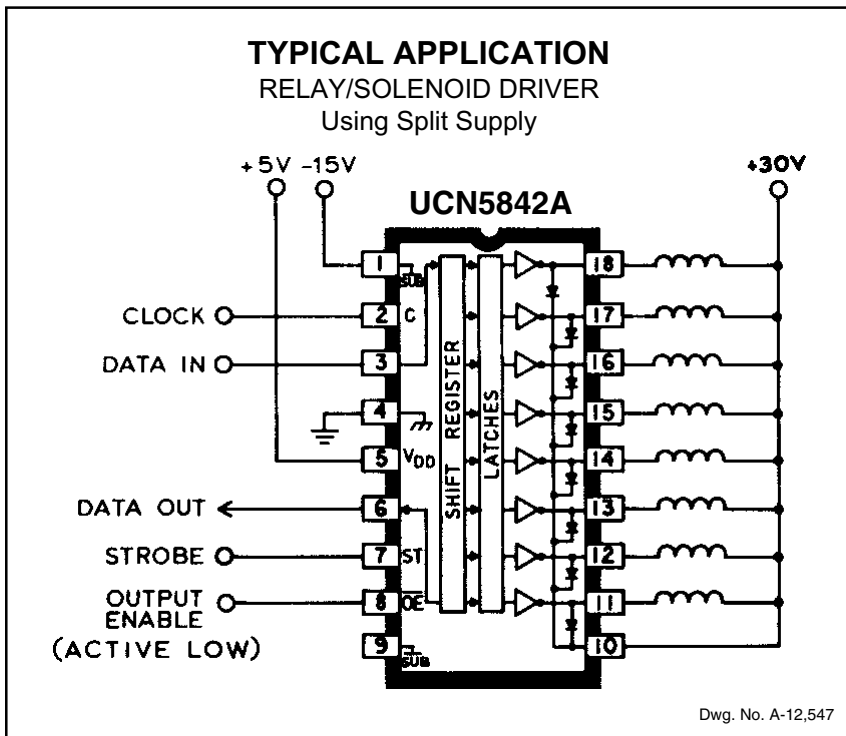 TYPICAL APPLICATION
RELAY/SOLENOID DRIVER
Using Split Supply
+5V -15V
+30V
UCN5842A
1 SUB
18
CLOCK 2 C
17
DATA IN 3
16
4
15
5 VDD
14
DATA OUT 6
13
STROBE 7 ST
12
OUTPUT ENABLE 8 OE
11
(ACTIVE LOW) 9 SUB
10
SHIFT REGISTER
LATCHES
Dwg. No. A-12,547